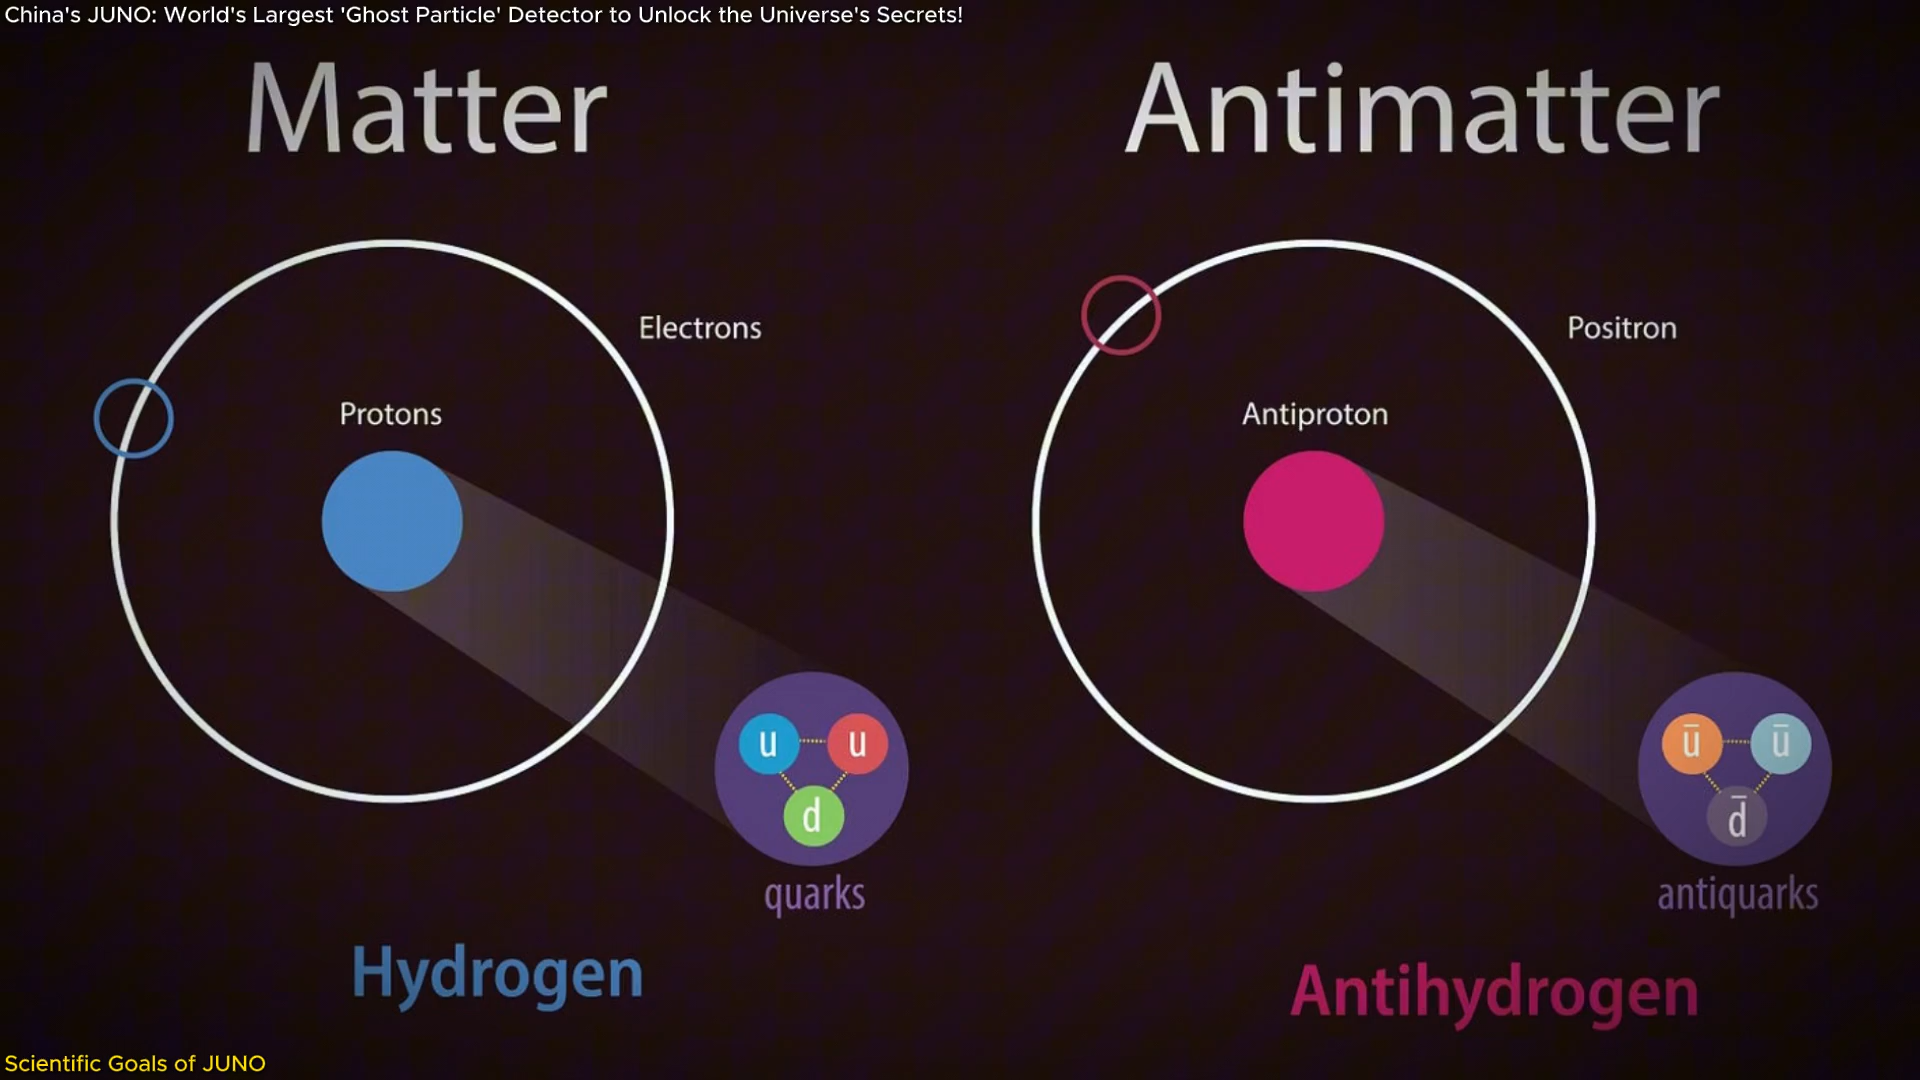 China's JUNO: World's Largest 'Ghost Particle' Detector to Unlock the Universe's Secrets!
Matter
Antimatter
Electrons
Positron
Protons
Antiproton
u u
d
ū ū
d̄
quarks
antiquarks
Hydrogen
Antihydrogen
Scientific Goals of JUNO